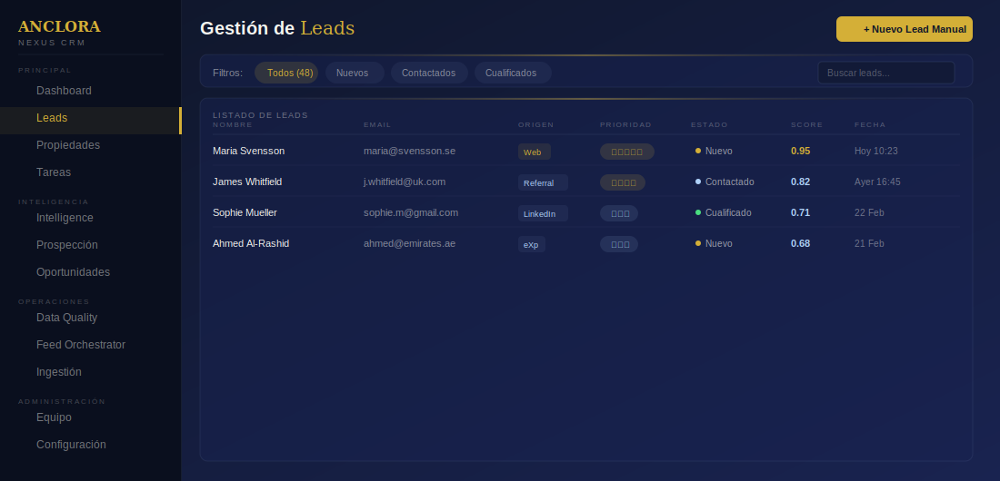 ANCLORA
NEXUS CRM
PRINCIPAL
Dashboard
Leads
Propiedades
Tareas
INTELIGENCIA
Intelligence
Prospección
Oportunidades
OPERACIONES
Data Quality
Feed Orchestrator
Ingestión
ADMINISTRACIÓN
Equipo
Configuración
Gestión de Leads
+ Nuevo Lead Manual
Filtros: Todos (48) Nuevos Contactados Cualificados Buscar leads...
LISTADO DE LEADS
NOMBRE EMAIL ORIGEN PRIORIDAD ESTADO SCORE FECHA
Maria Svensson maria@svensson.se Web Nuevo 0.95 Hoy 10:23
James Whitfield j.whitfield@uk.com Referral Contactado 0.82 Ayer 16:45
Sophie Mueller sophie.m@gmail.com LinkedIn Cualificado 0.71 22 Feb
Ahmed Al-Rashid ahmed@emirates.ae eXp Nuevo 0.68 21 Feb